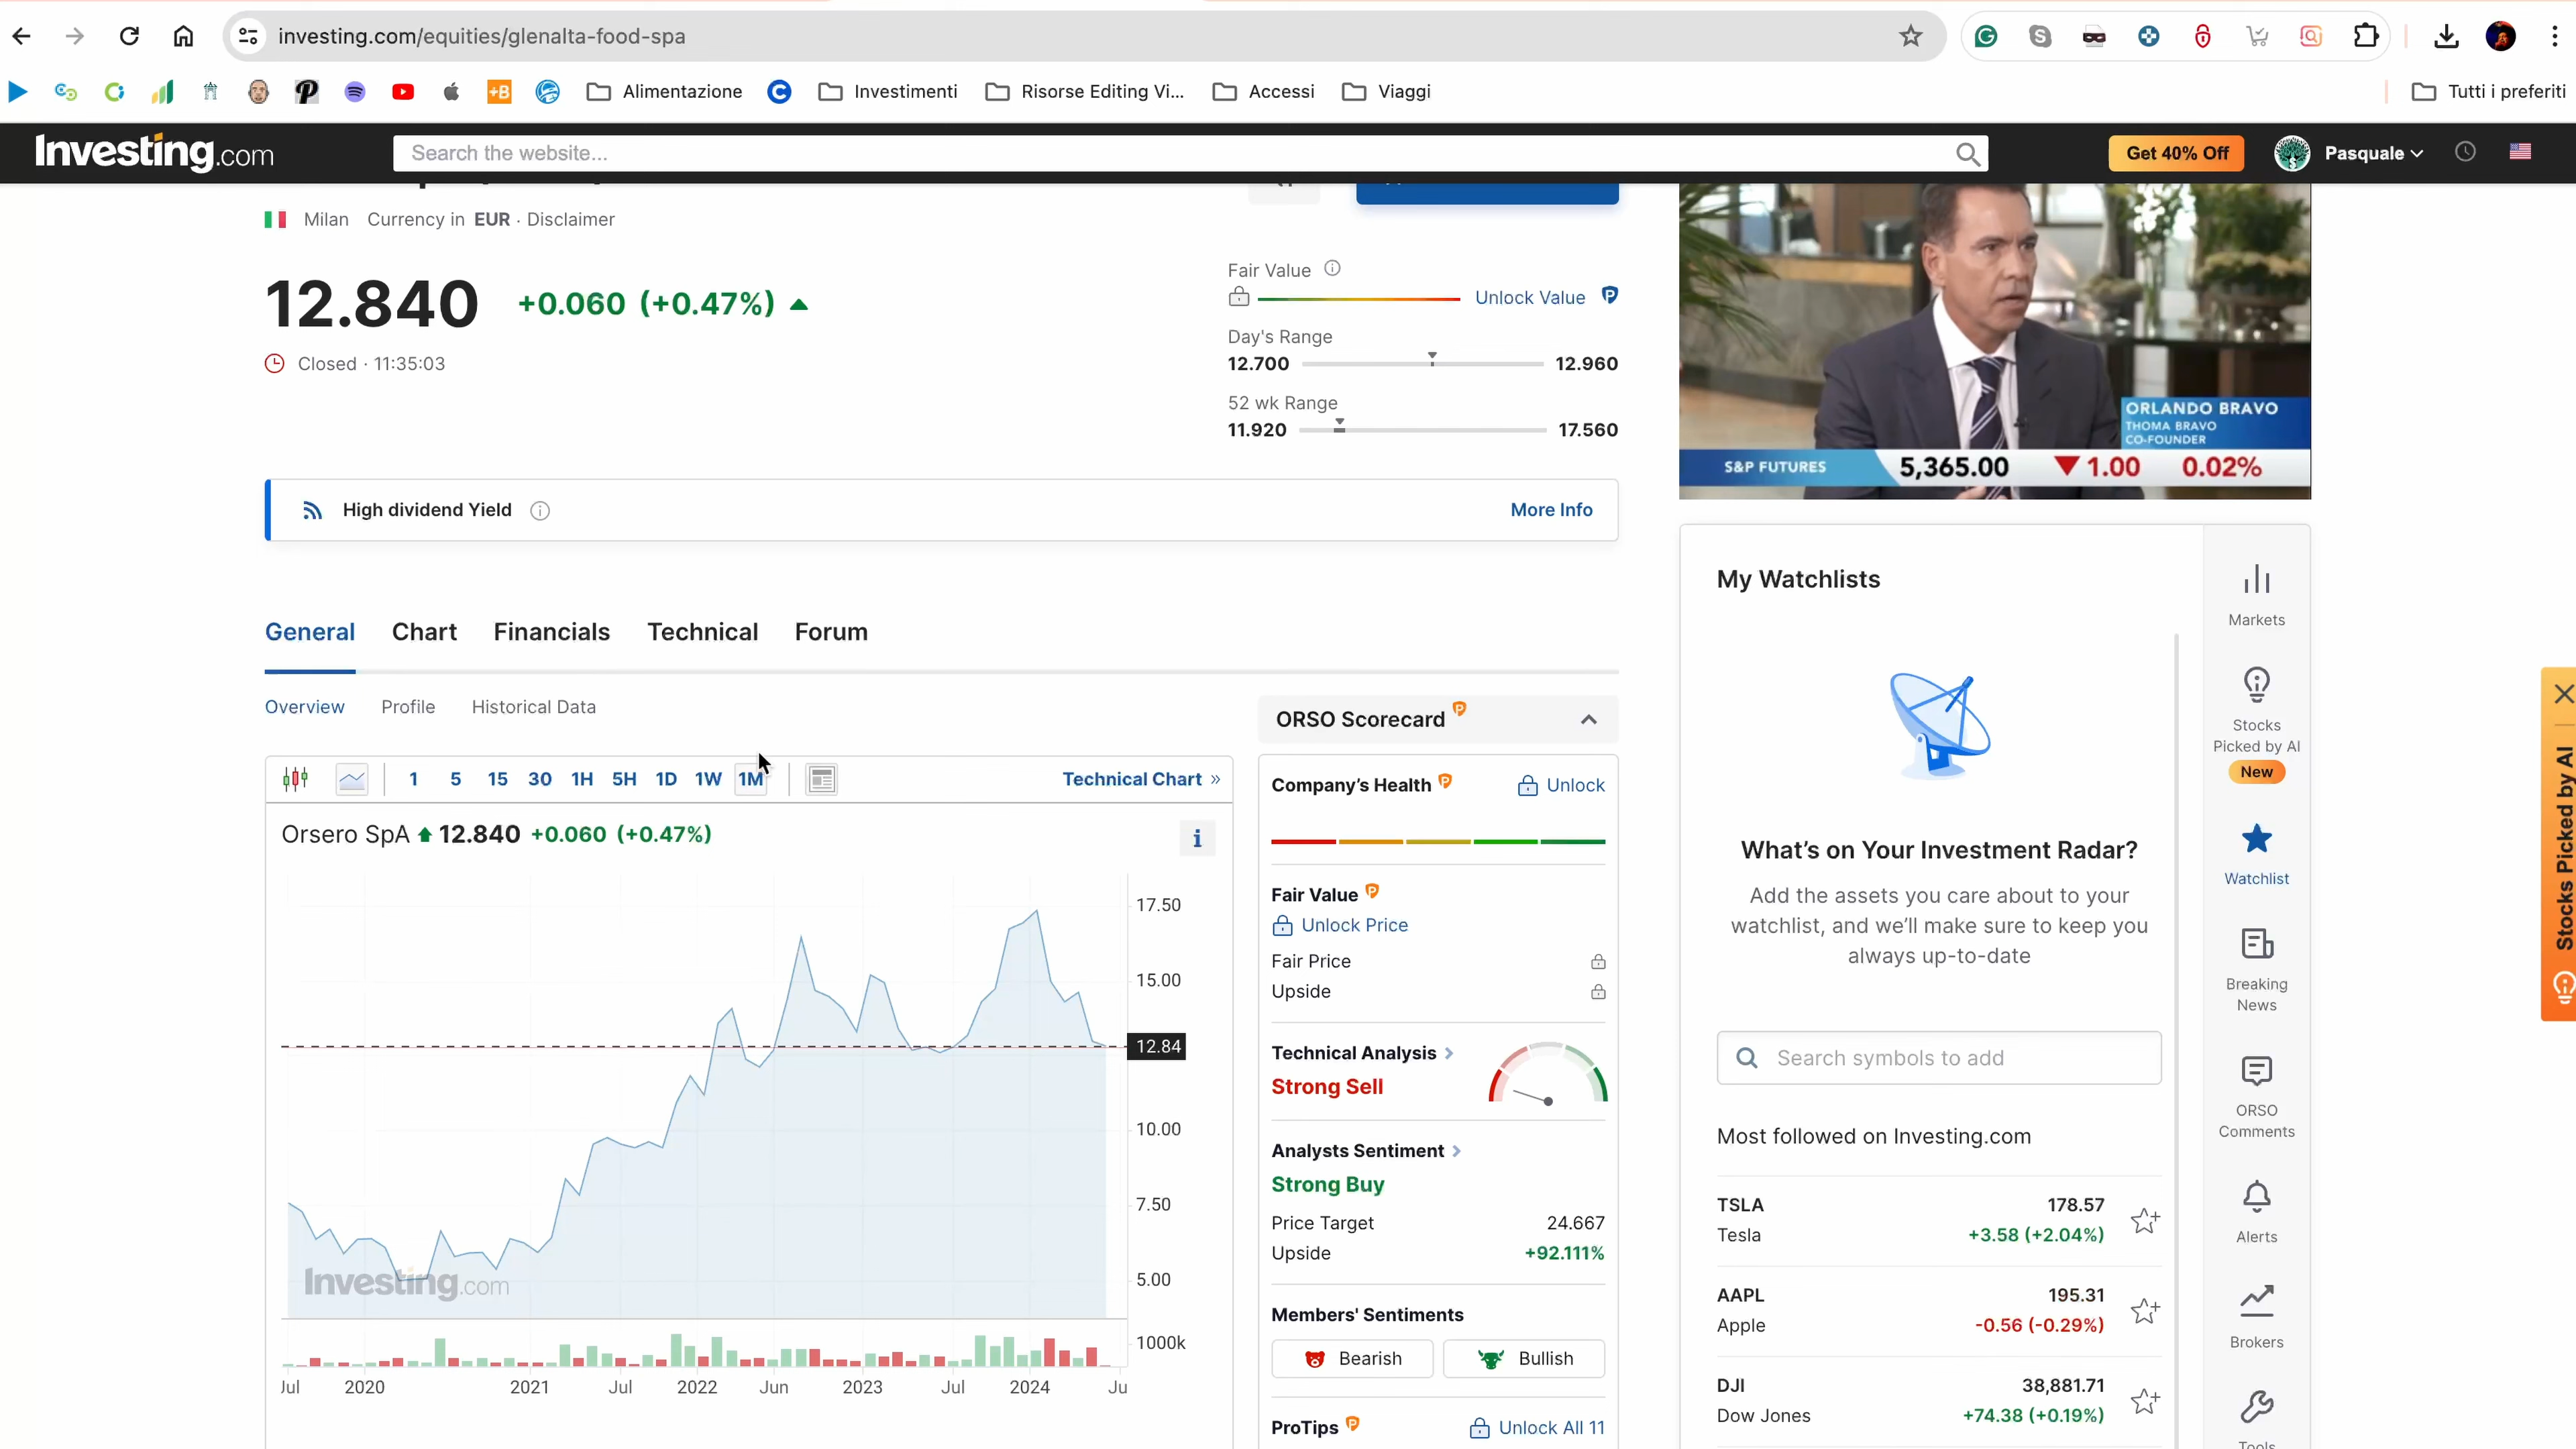 investing.com/equities/glenalta-food-spa
Alimentazione
Investimenti
Risorse Editing Vi...
Accessi
Viaggi
Tutti i preferiti
Investing.com
Search the website...
Get 40% Off
Pasquale
Milan Currency in EUR · Disclaimer
12.840 +0.060 (+0.47%)
Closed · 11:35:03
Fair Value
Unlock Value
Day's Range
12.700 12.960
52 wk Range
11.920 17.560
ORLANDO BRAVO
THOMA BRAVO
CO-FOUNDER
S&P FUTURES 5,365.00 1.00 0.02%
High dividend Yield
More Info
General Chart Financials Technical Forum
Overview Profile Historical Data
1 5 15 30 1H 5H 1D 1W 1M
Technical Chart »
Orsero SpA 12.840 +0.060 (+0.47%)
17.50
15.00
12.84
10.00
7.50
5.00
Investing.com
1000k
Jul 2020 2021 Jul 2022 Jun 2023 Jul 2024 Ju
ORSO Scorecard
Company's Health
Unlock
Fair Value
Unlock Price
Fair Price
Upside
Technical Analysis
Strong Sell
Analysts Sentiment
Strong Buy
Price Target 24.667
Upside +92.111%
Members' Sentiments
Bearish
Bullish
ProTips
Unlock All 11
My Watchlists
What's on Your Investment Radar?
Add the assets you care about to your
watchlist, and we'll make sure to keep you
always up-to-date
Search symbols to add
Most followed on Investing.com
TSLA 178.57
Tesla +3.58 (+2.04%)
AAPL 195.31
Apple -0.56 (-0.29%)
DJI 38,881.71
Dow Jones +74.38 (+0.19%)
Markets
Stocks
Picked by AI
New
Watchlist
Breaking
News
ORSO
Comments
Alerts
Brokers
Tools
Stocks Picked by AI